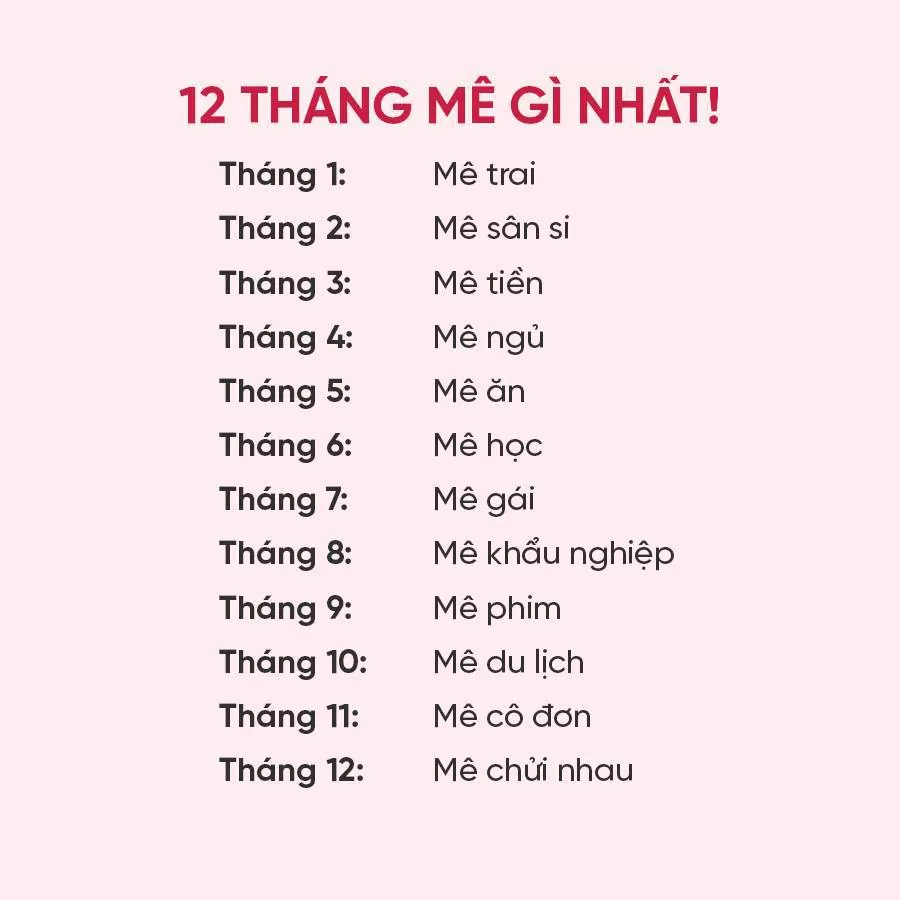 12 THÁNG MÊ GÌ NHẤT!
Tháng 1: Mê trai
Tháng 2: Mê sân si
Tháng 3: Mê tiền
Tháng 4: Mê ngủ
Tháng 5: Mê ăn
Tháng 6: Mê học
Tháng 7: Mê gái
Tháng 8: Mê khẩu nghiệp
Tháng 9: Mê phim
Tháng 10: Mê du lịch
Tháng 11: Mê cô đơn
Tháng 12: Mê chửi nhau